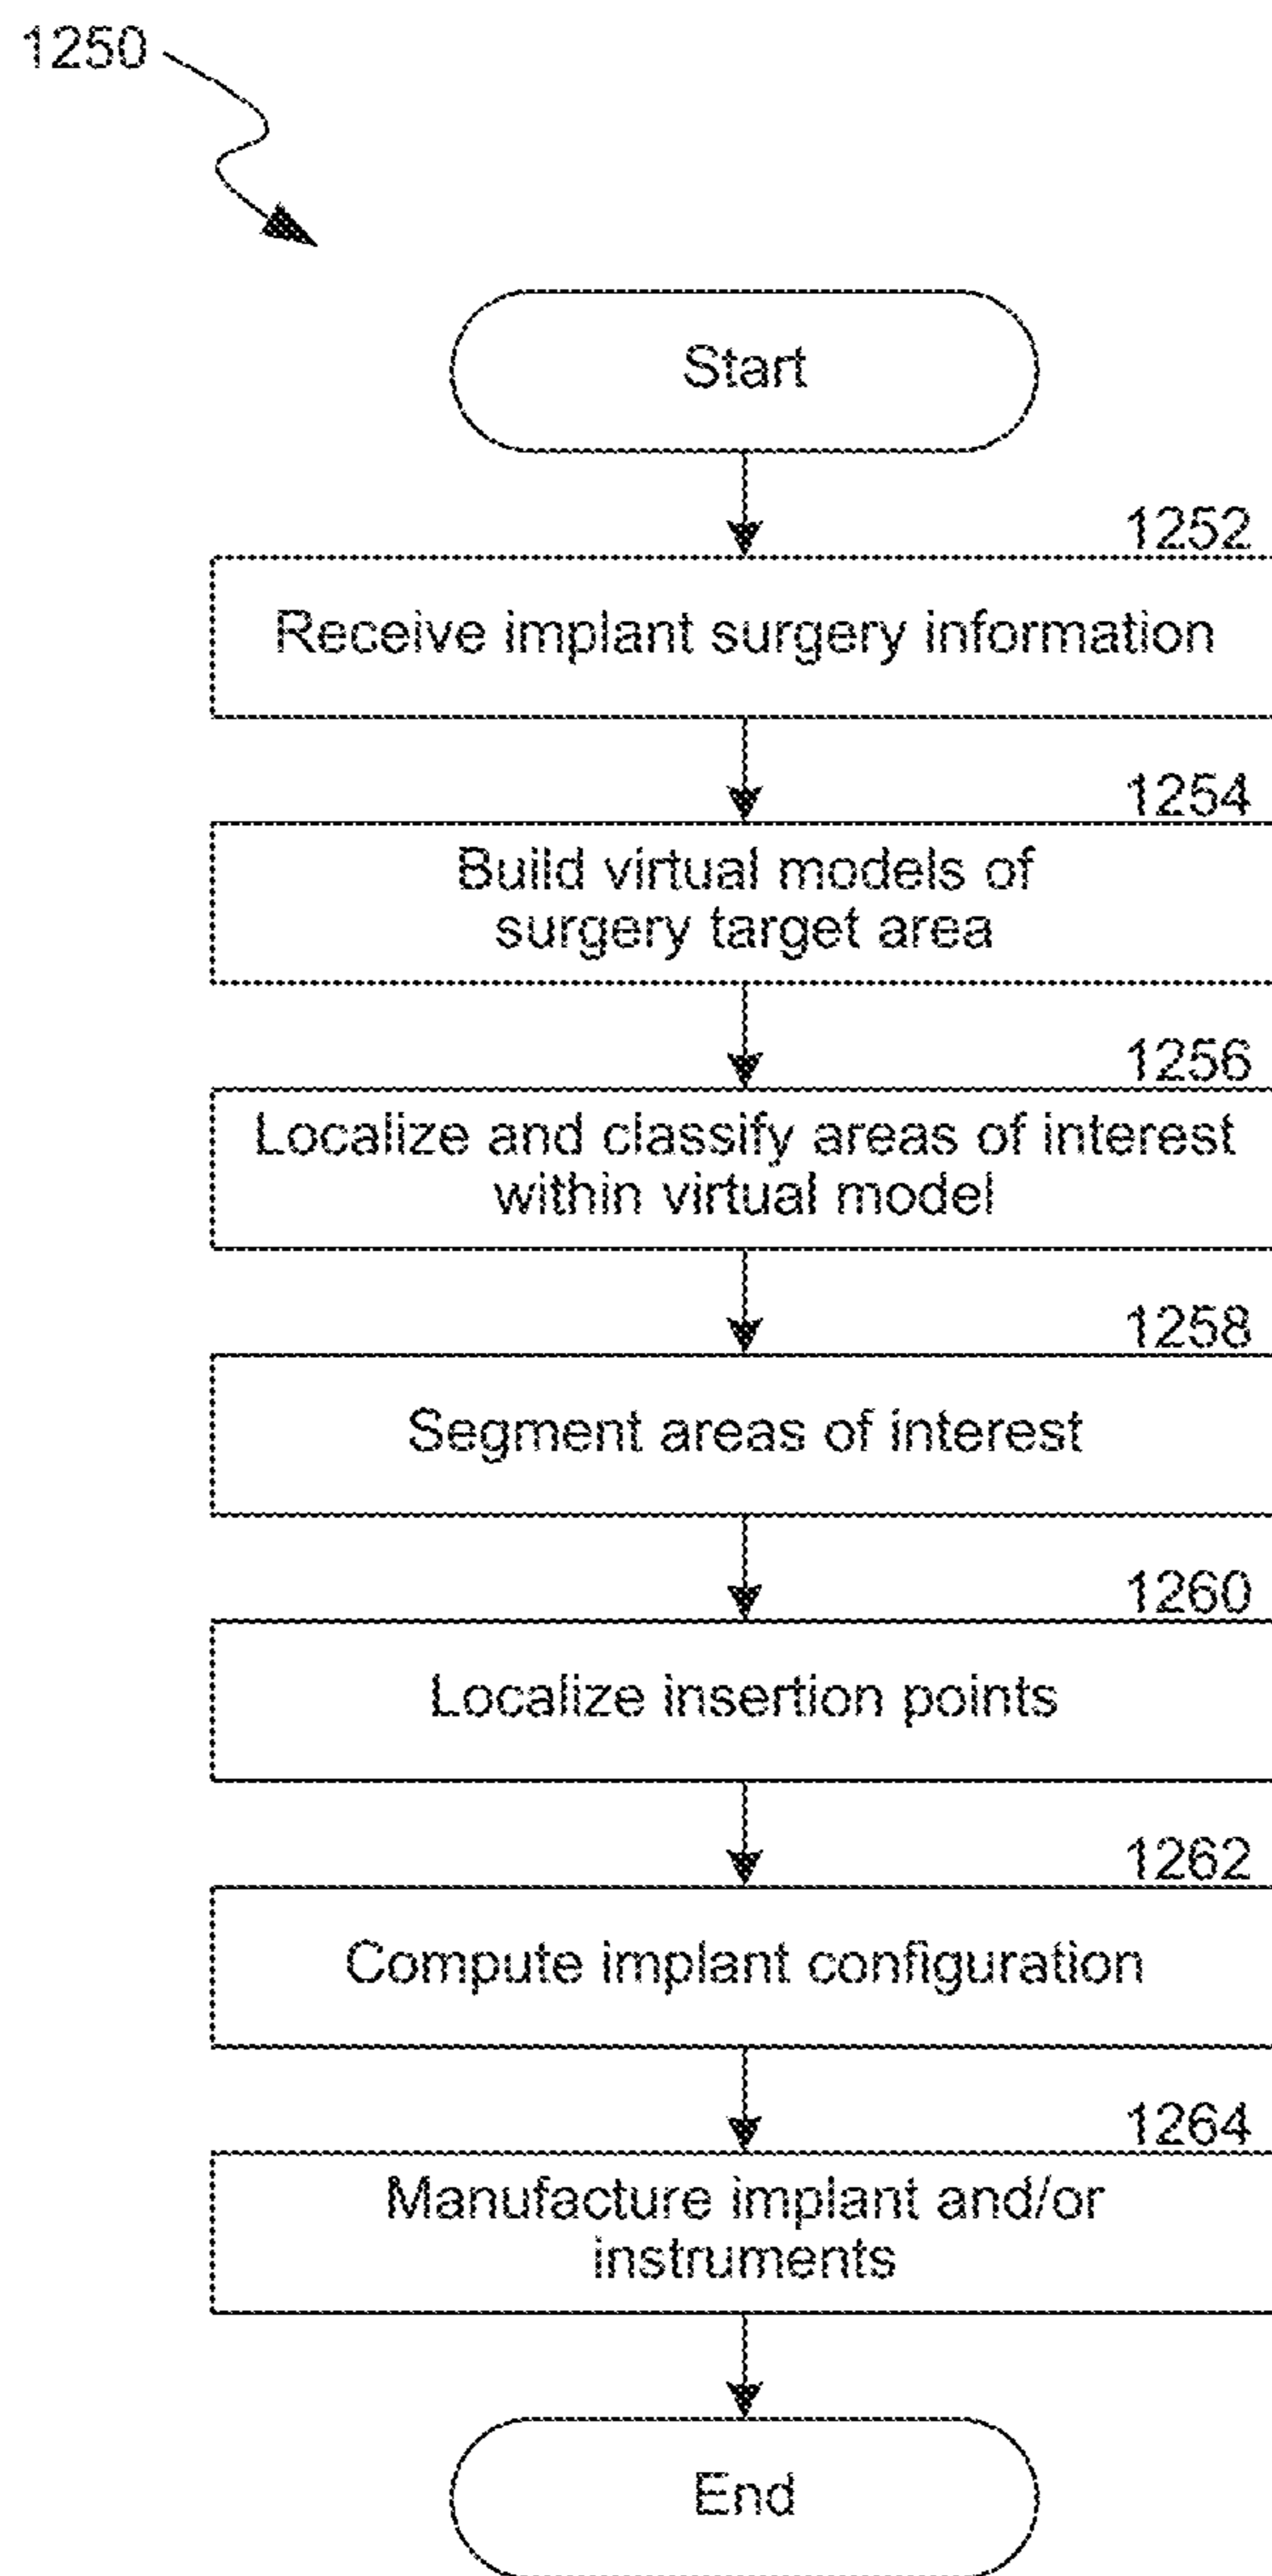 1250
Start
1252
Receive implant surgery information
1254
Build virtual models of
surgery target area
1256
Localize and classify areas of interest
within virtual model
1258
Segment areas of interest
1260
Localize insertion points
1262
Compute implant configuration
1264
Manufacture implant and/or
instruments
End